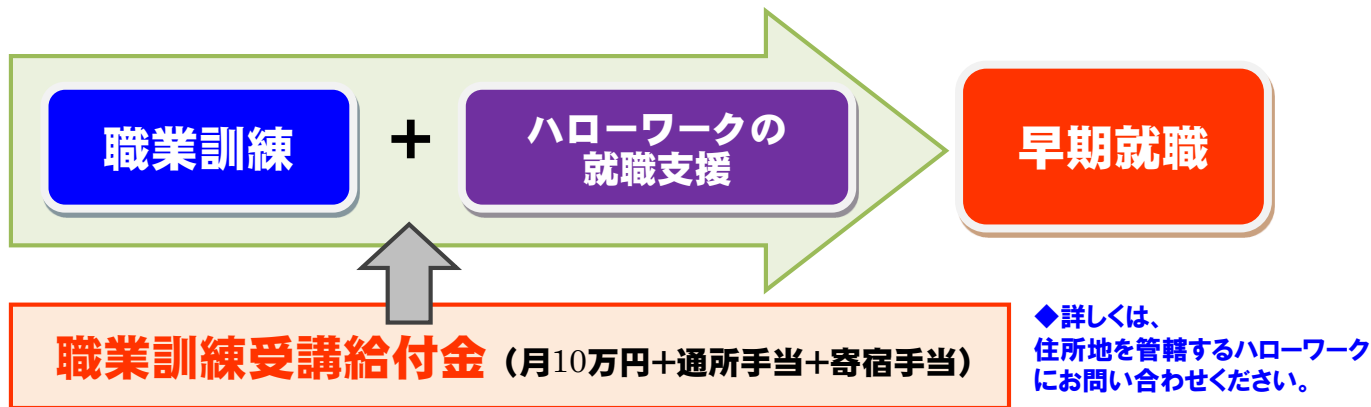 職業訓練
+
ハローワークの
就職支援
早期就職
職業訓練受講給付金（月10万円+通所手当+寄宿手当）
◆詳しくは、
住所地を管轄するハローワーク
にお問い合わせください。